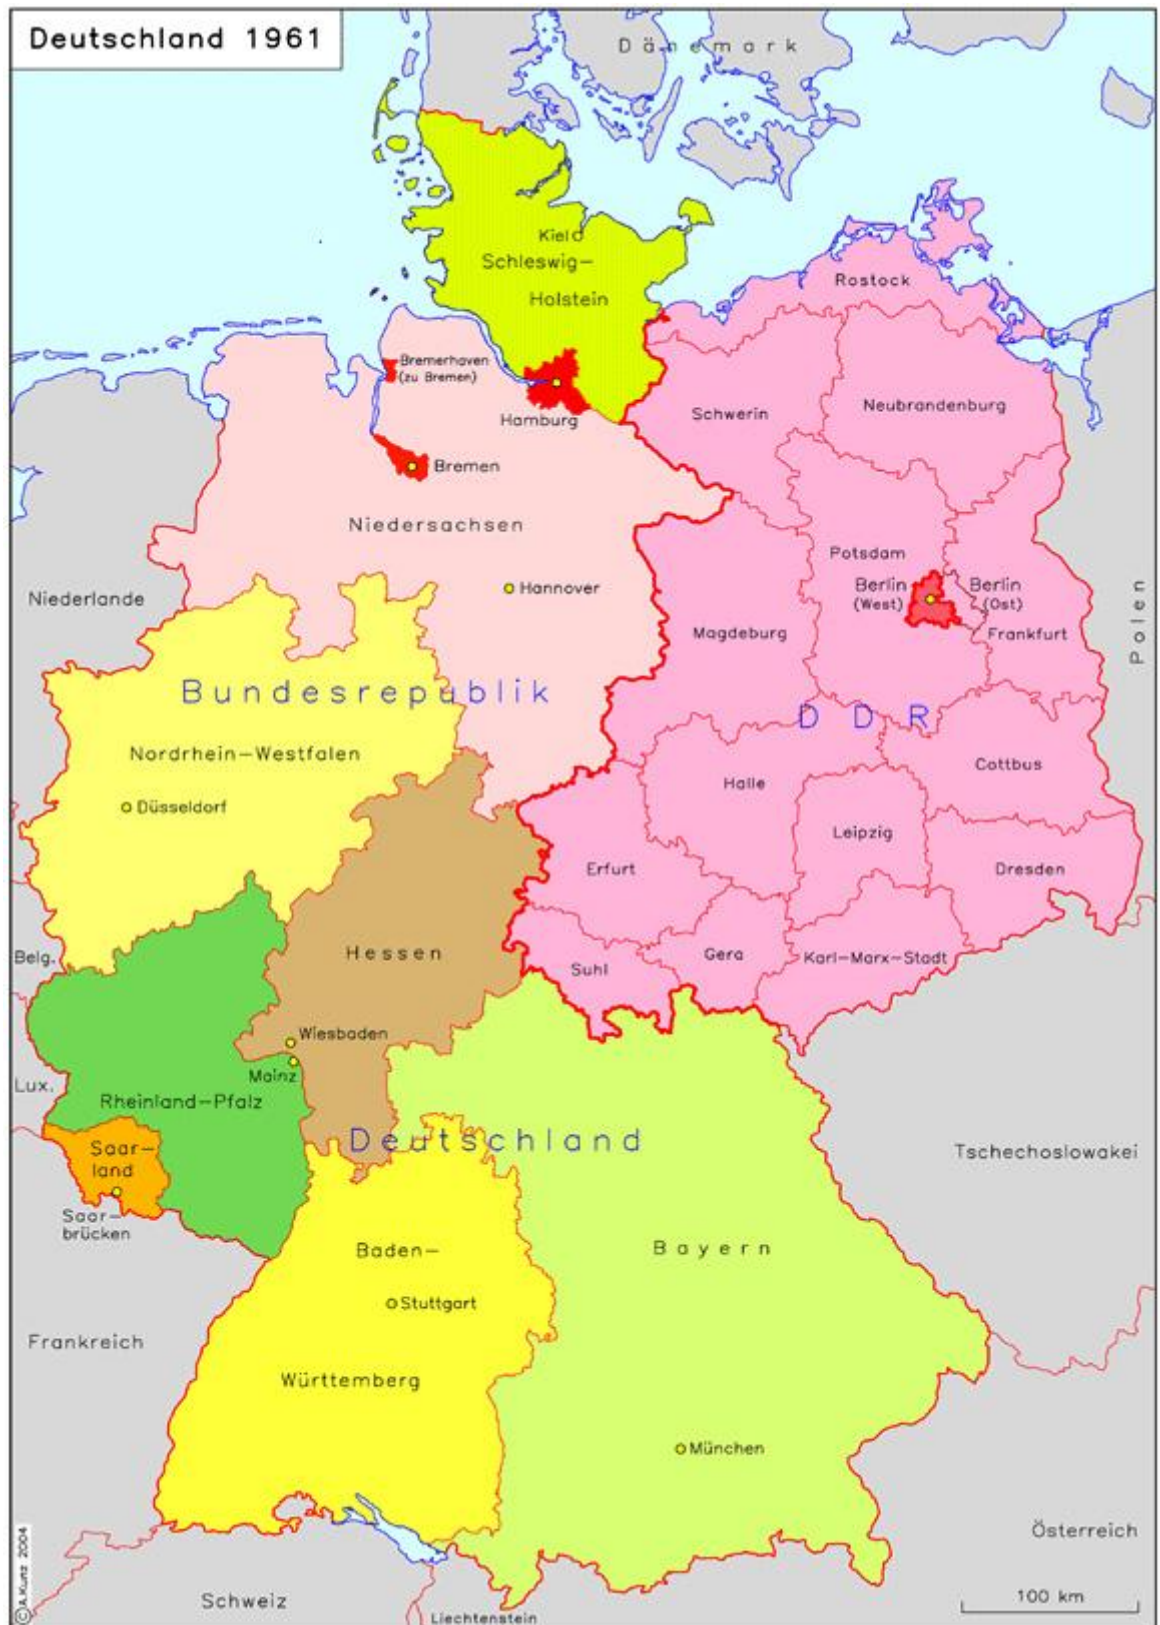 Deutschland 1961
Dänemark
Kiel
Schleswig-
Holstein
Rostock
Bremerhaven
(zu Bremen)
Hamburg
Schwerin
Neubrandenburg
Bremen
Niedersachsen
Potsdam
Niederlande
Hannover
Berlin
(West)
Berlin
(Ost)
Polen
Magdeburg
Frankfurt
Bundesrepublik
DDR
Nordrhein-Westfalen
Düsseldorf
Halle
Cottbus
Leipzig
Erfurt
Dresden
Belg.
Hessen
Suhl
Gera
Karl-Marx-Stadt
Wiesbaden
Mainz
Lux.
Rheinland-Pfalz
Deutschland
Saar-
land
Tschechoslowakei
Saar-
brücken
Baden-
Bayern
Stuttgart
Frankreich
Württemberg
München
Österreich
©A.Kunz 2004
Schweiz
Liechtenstein
100 km